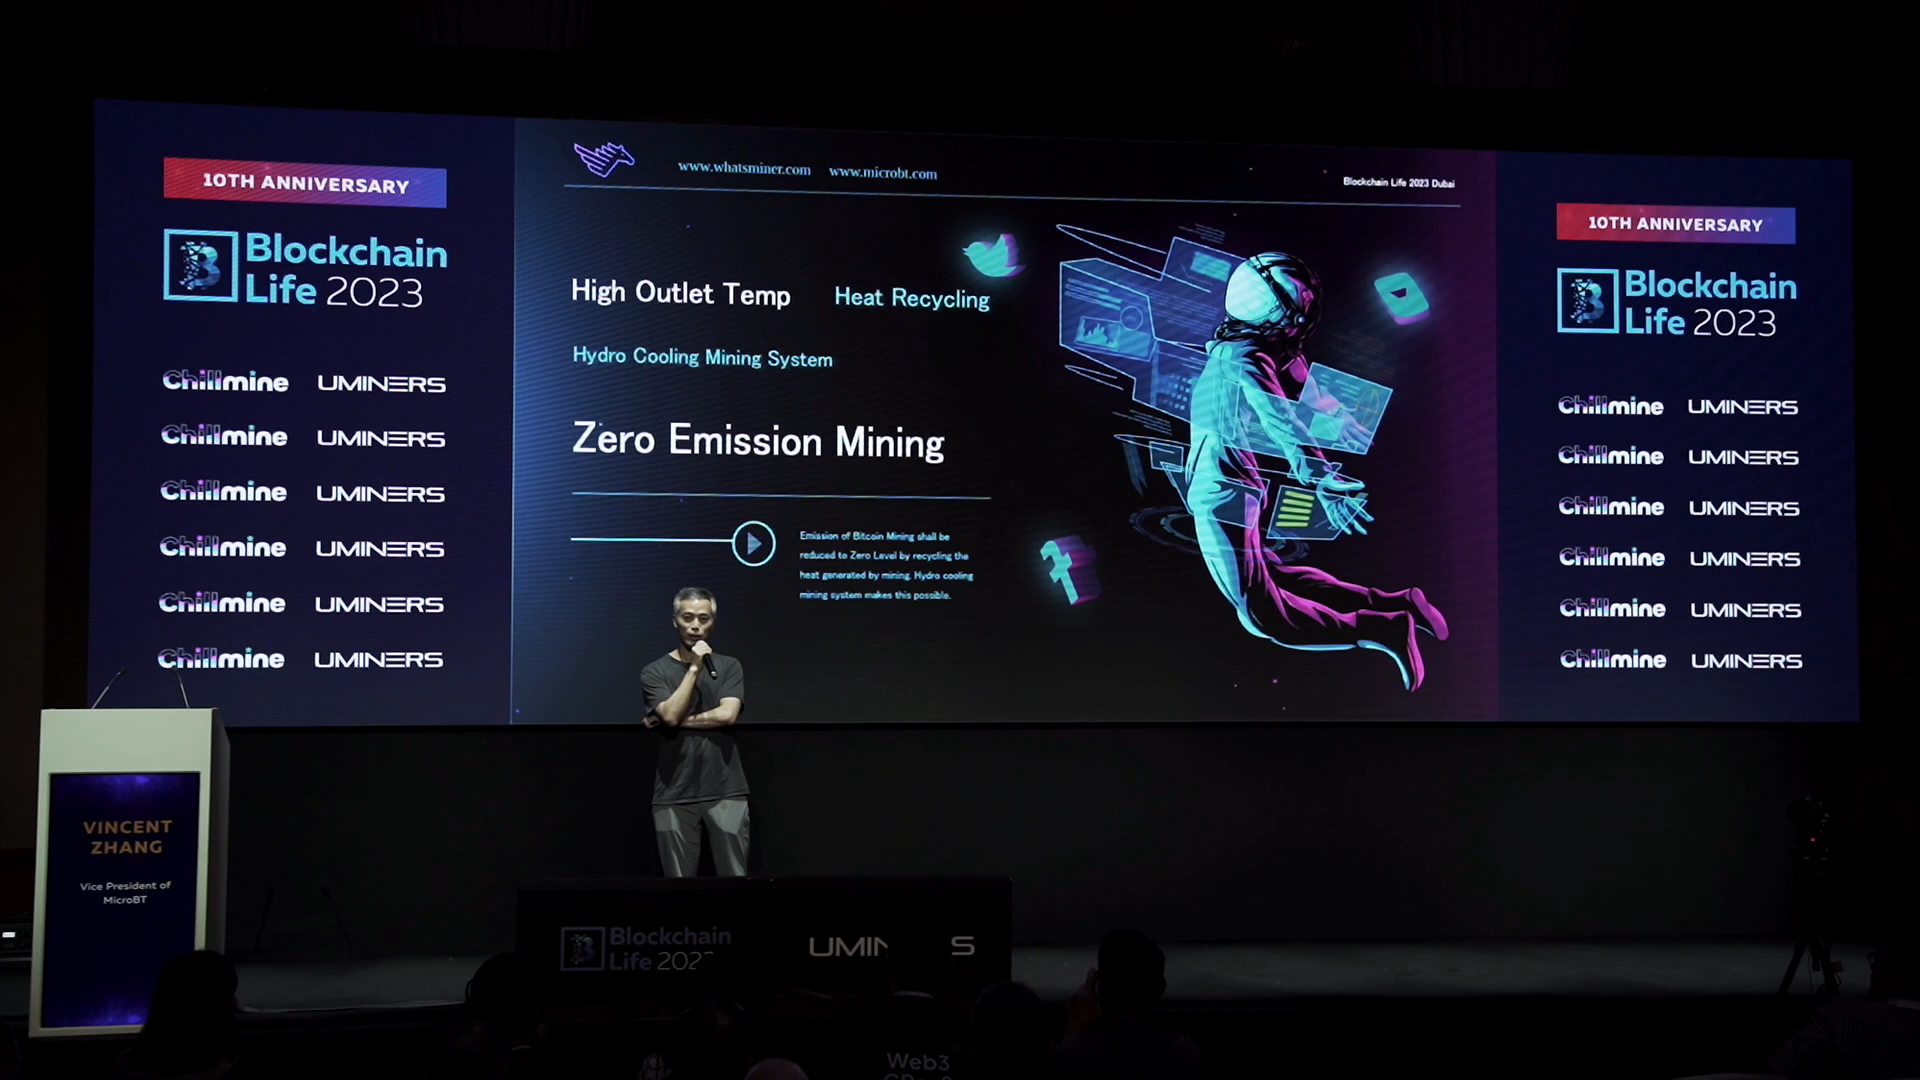 10TH ANNIVERSARY
Blockchain
Life 2023
Chillmine UMINERS
Chillmine UMINERS
Chillmine UMINERS
Chillmine UMINERS
Chillmine UMINERS
Chillmine UMINERS
www.whatsminer.com www.microbt.com
Blockchain Life 2023 Dubai
High Outlet Temp Heat Recycling
Hydro Cooling Mining System
Zero Emission Mining
Emission of Bitcoin Mining shall be
reduced to Zero Level by recycling the
heat generated by mining. Hydro cooling
mining system makes this possible.
10TH ANNIVERSARY
Blockchain
Life 2023
Chillmine UMINERS
Chillmine UMINERS
Chillmine UMINERS
Chillmine UMINERS
Chillmine UMINERS
Chillmine UMINERS
VINCENT
ZHANG
Vice President of
MicroBT
Blockchain
Life 202
UMIN S
Web3